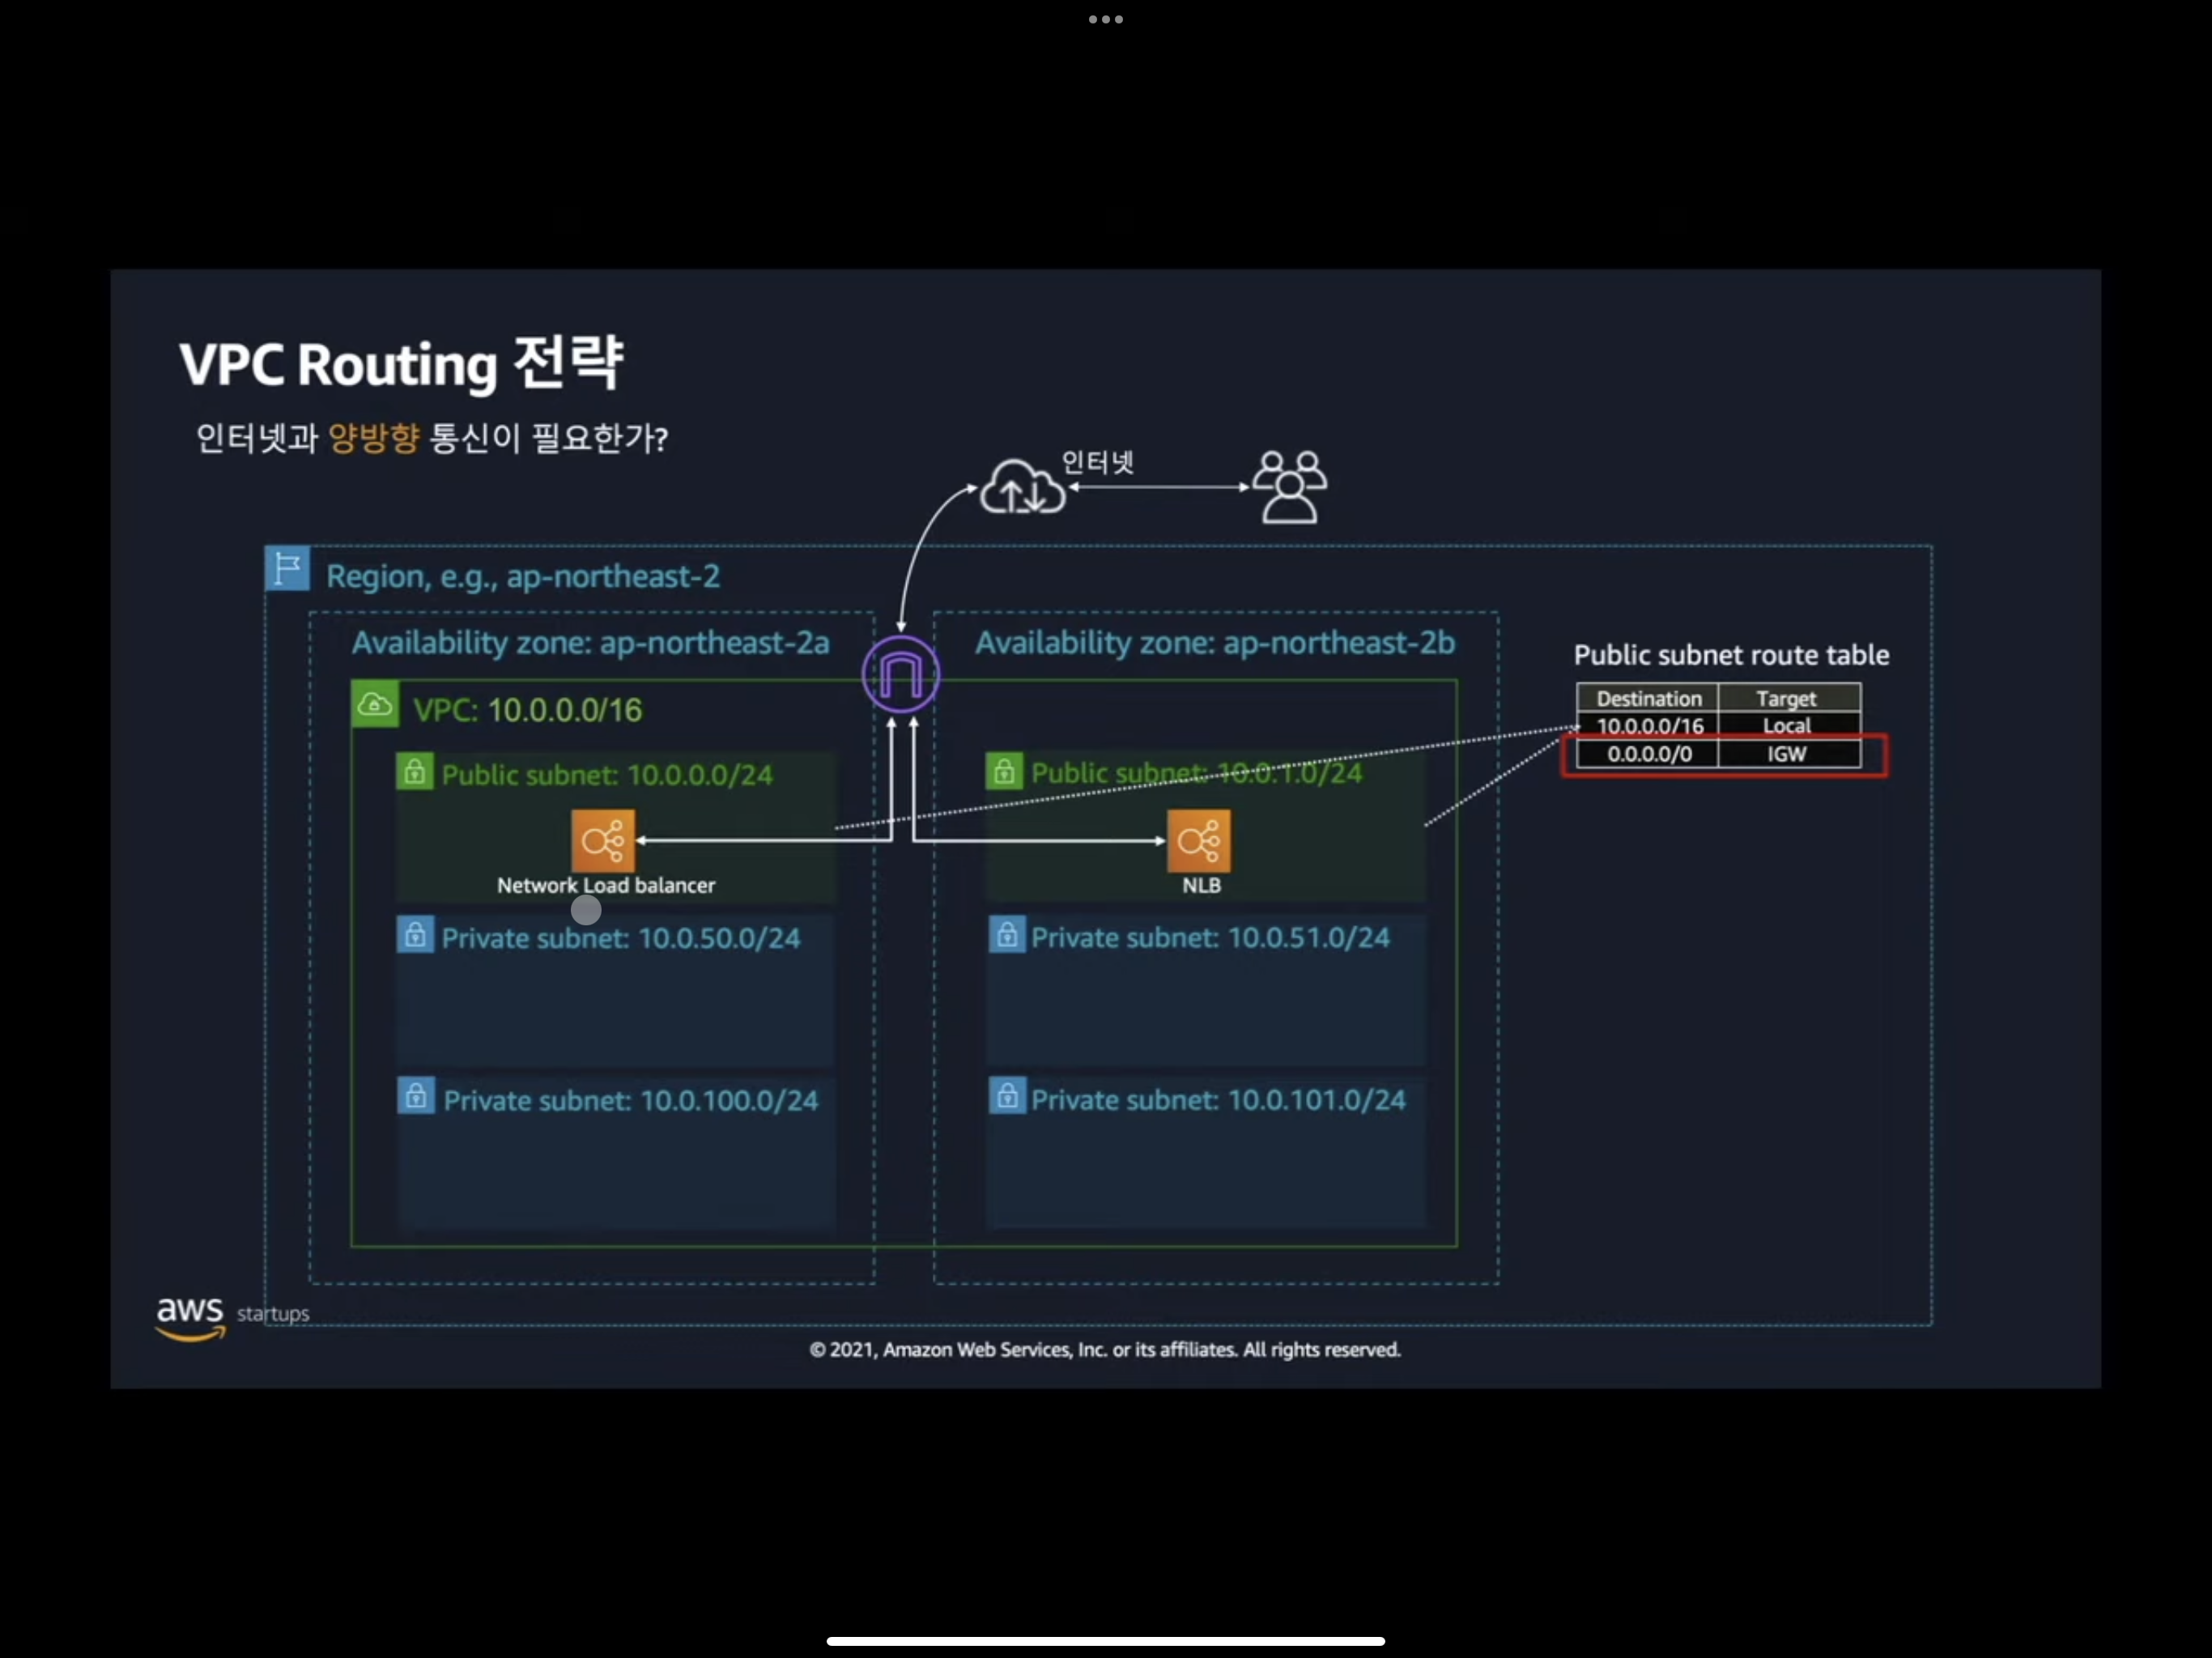 VPC Routing 전략
인터넷과 양방향 통신이 필요한가?
인터넷
Region, e.g., ap-northeast-2
Availability zone: ap-northeast-2a
Availability zone: ap-northeast-2b
VPC: 10.0.0.0/16
Public subnet: 10.0.0.0/24
Network Load balancer
Private subnet: 10.0.50.0/24
Private subnet: 10.0.100.0/24
Public subnet: 10.0.1.0/24
NLB
Private subnet: 10.0.51.0/24
Private subnet: 10.0.101.0/24
Public subnet route table
Destination Target
10.0.0.0/16 Local
0.0.0.0/0 IGW
aws startups
© 2021, Amazon Web Services, Inc. or its affiliates. All rights reserved.